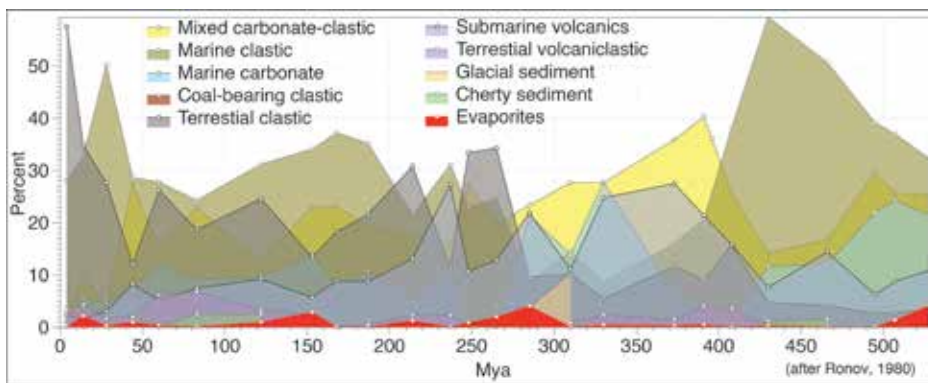 Mixed carbonate-clastic
Marine clastic
Marine carbonate
Coal-bearing clastic
Terrestial clastic
Submarine volcanics
Terrestial volcaniclastic
Glacial sediment
Cherty sediment
Evaporites
Percent
50
40
30
20
10
0
0 50 100 150 200 250 300 350 400 450 500
Mya
(after Ronov, 1980)